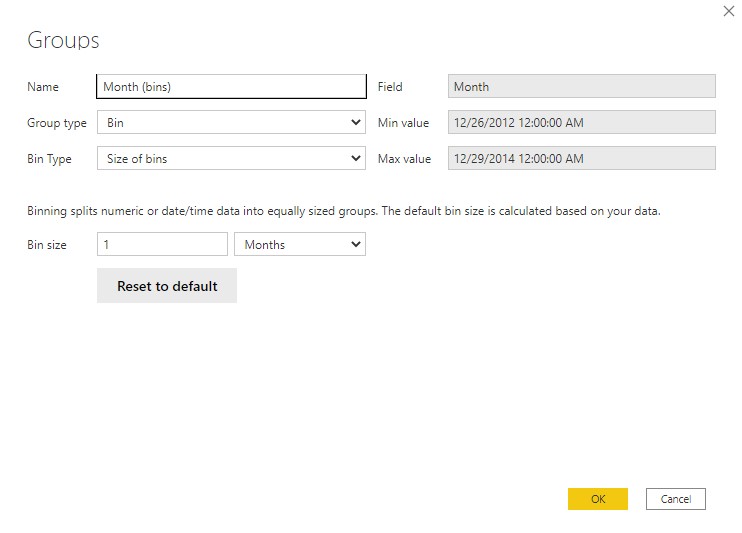 Groups
Name Month (bins) Field Month
Group type Bin Min value 12/26/2012 12:00:00 AM
Bin Type Size of bins Max value 12/29/2014 12:00:00 AM
Binning splits numeric or date/time data into equally sized groups. The default bin size is calculated based on your data.
Bin size 1 Months
Reset to default
OK Cancel